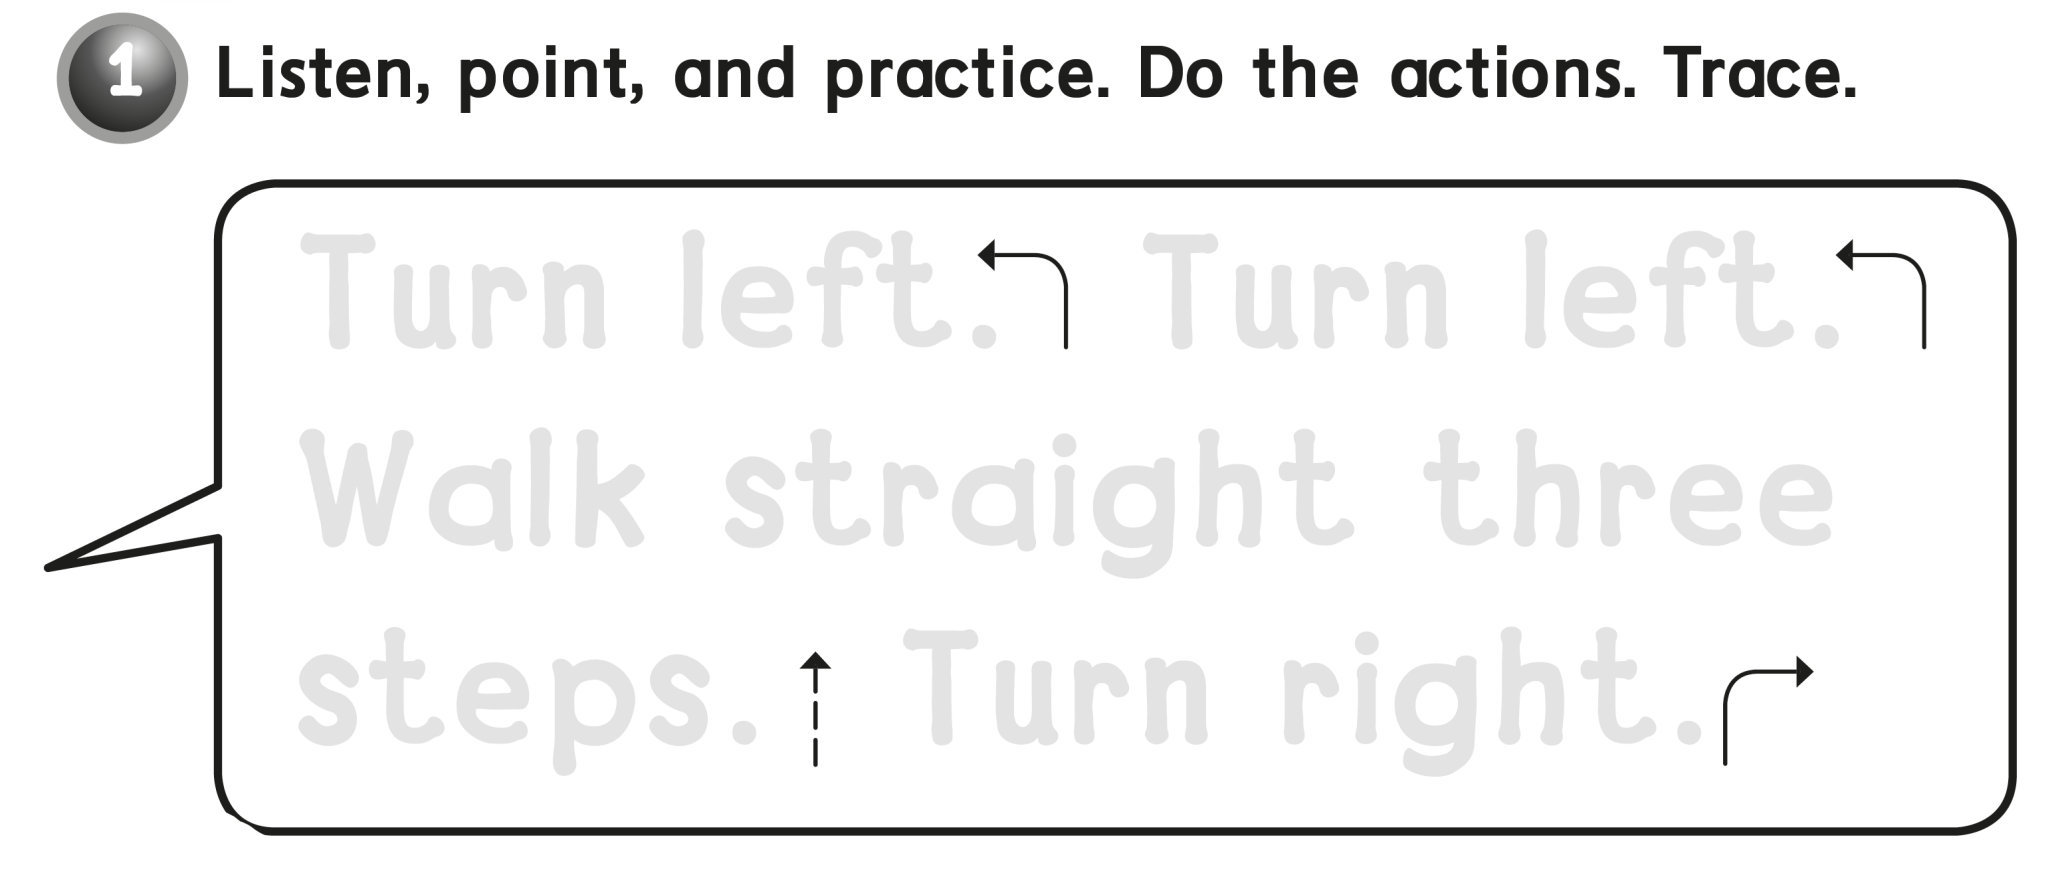 1 Listen, point, and practice. Do the actions. Trace.
Turn left. Turn left.
Walk straight three
steps. Turn right.